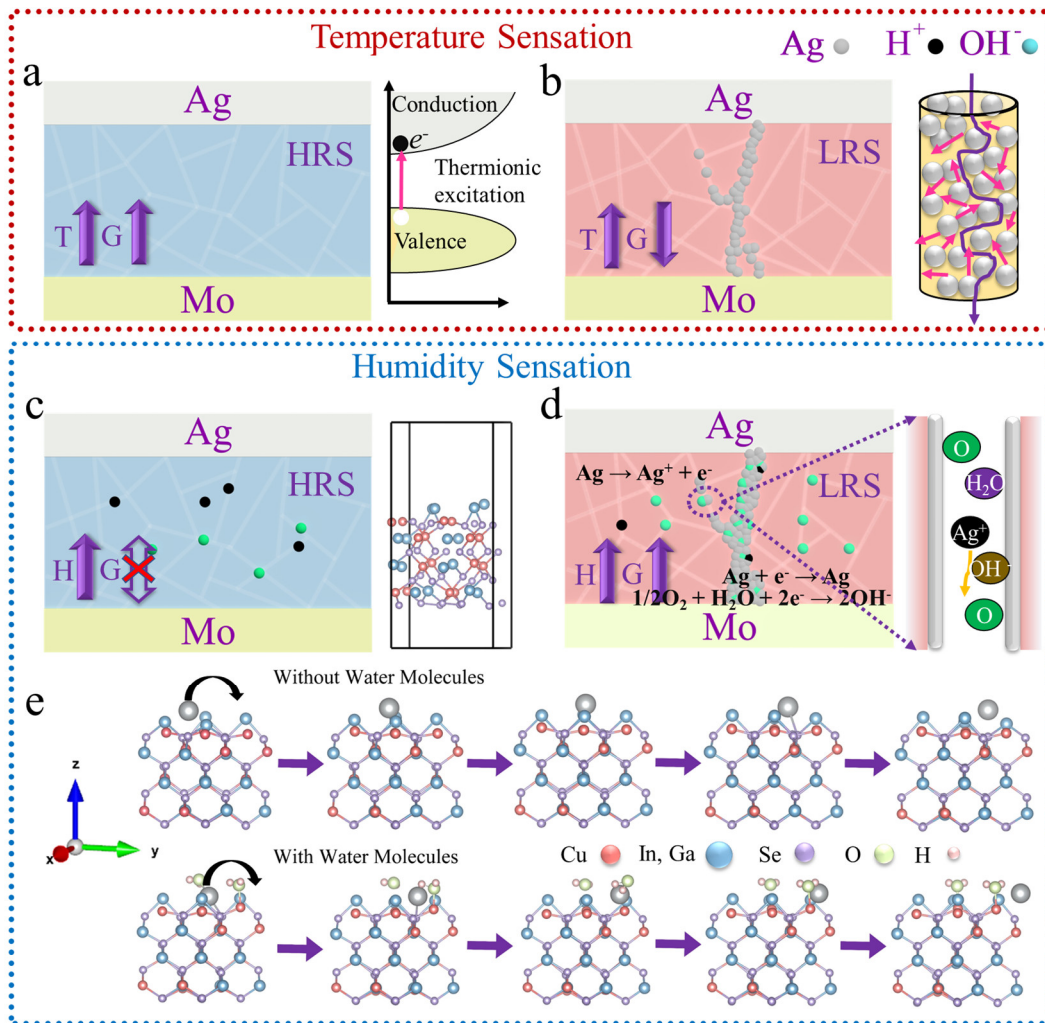 Temperature Sensation
Ag H+ OH-
a
Ag
HRS
T G
Mo
Conduction
e-
Thermionic
excitation
Valence
b
Ag
LRS
T G
Mo
Humidity Sensation
c
Ag
HRS
H G
Mo
d
Ag
Ag → Ag+ + e-
LRS
H G
Ag + e- → Ag
1/2O2 + H2O + 2e- → 2OH-
Mo
O
H2O
Ag+
OH-
O
e
Without Water Molecules
z
x
y
With Water Molecules
Cu In, Ga Se O H